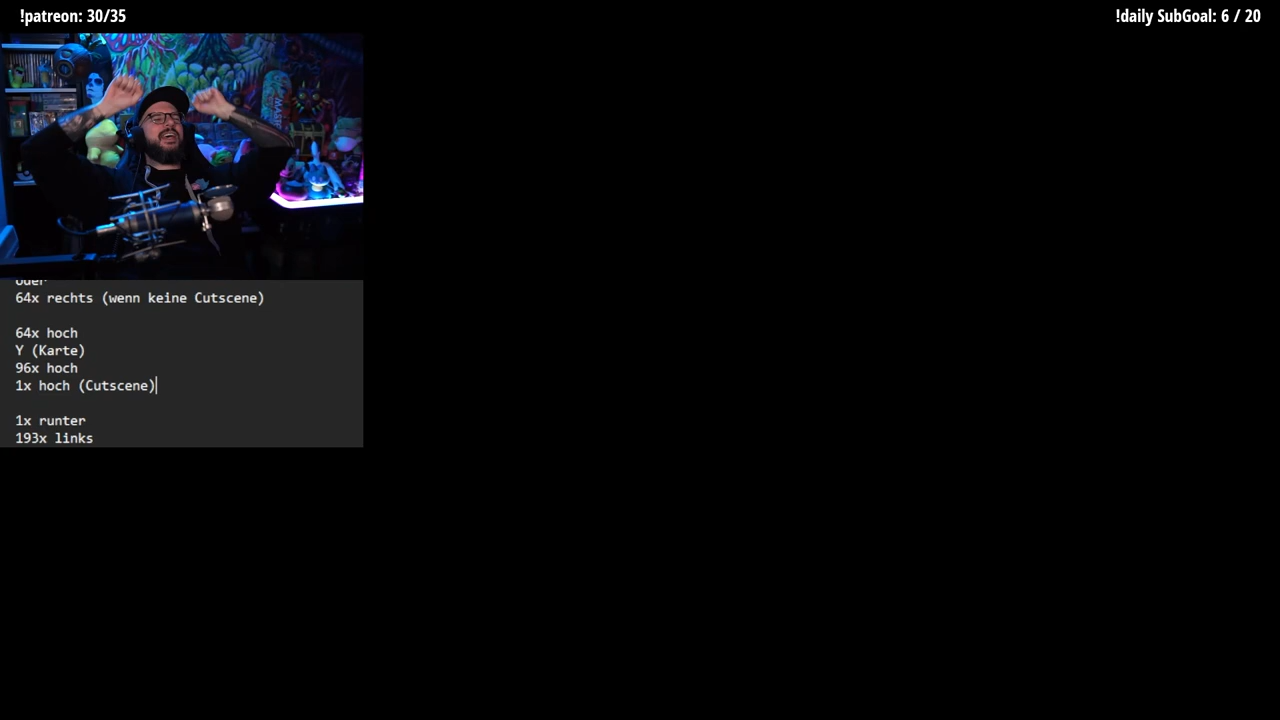 !patreon: 30/35
!daily SubGoal: 6 / 20
oder
64x rechts (wenn keine Cutscene)
64x hoch
Y (Karte)
96x hoch
1x hoch (Cutscene)
1x runter
193x links